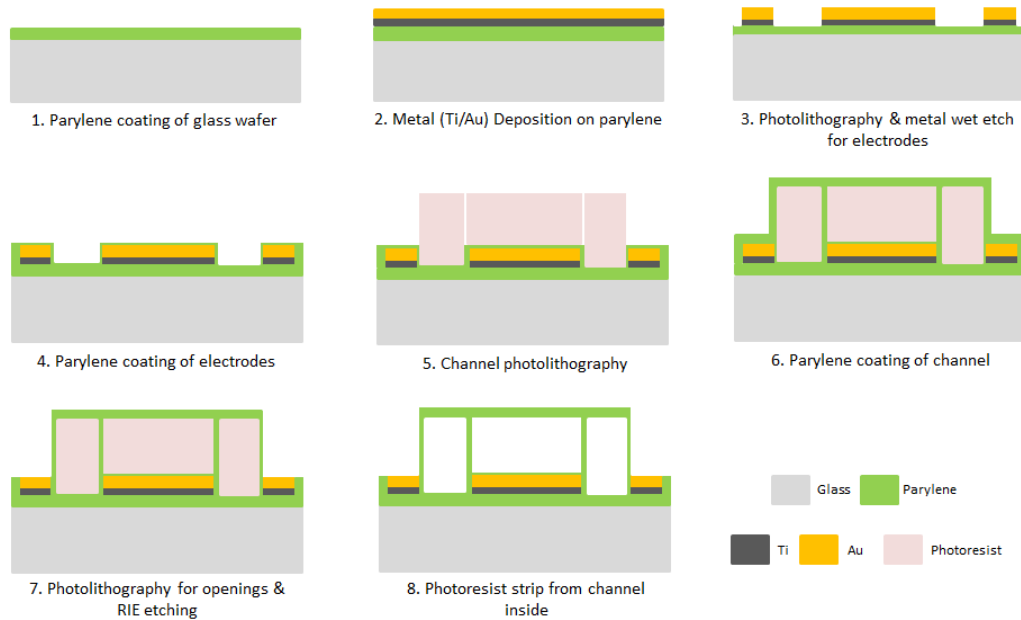 1. Parylene coating of glass wafer
2. Metal (Ti/Au) Deposition on parylene
3. Photolithography & metal wet etch
for electrodes
4. Parylene coating of electrodes
5. Channel photolithography
6. Parylene coating of channel
7. Photolithography for openings &
RIE etching
8. Photoresist strip from channel
inside
Glass
Parylene
Ti
Au
Photoresist